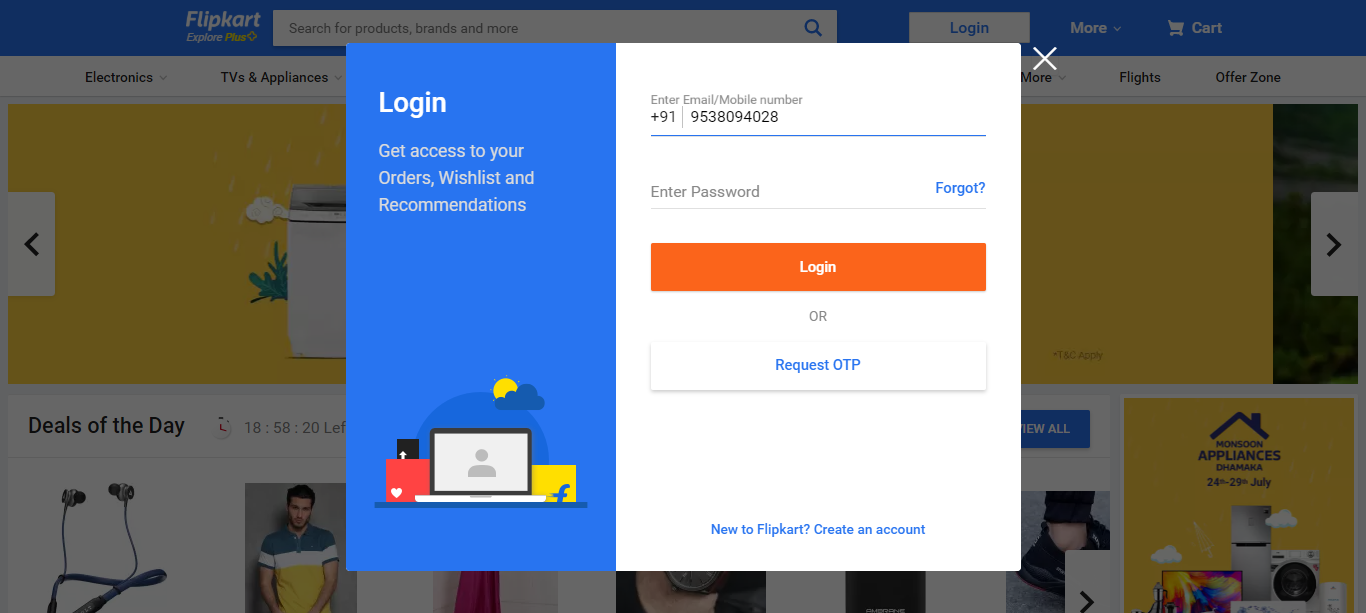 Flipkart
Explore Plus
Search for products, brands and more
Login
More
Cart
Electronics
TVs & Appliances
More
Flights
Offer Zone
Login
Get access to your
Orders, Wishlist and
Recommendations
Enter Email/Mobile number
+91 9538094028
Enter Password
Forgot?
Login
OR
Request OTP
New to Flipkart? Create an account
*T&C Apply
Deals of the Day
18 : 58 : 20 Lef
VIEW ALL
MONSOON
APPLIANCES
DHAMAKA
24th-29th July
AMBRANE